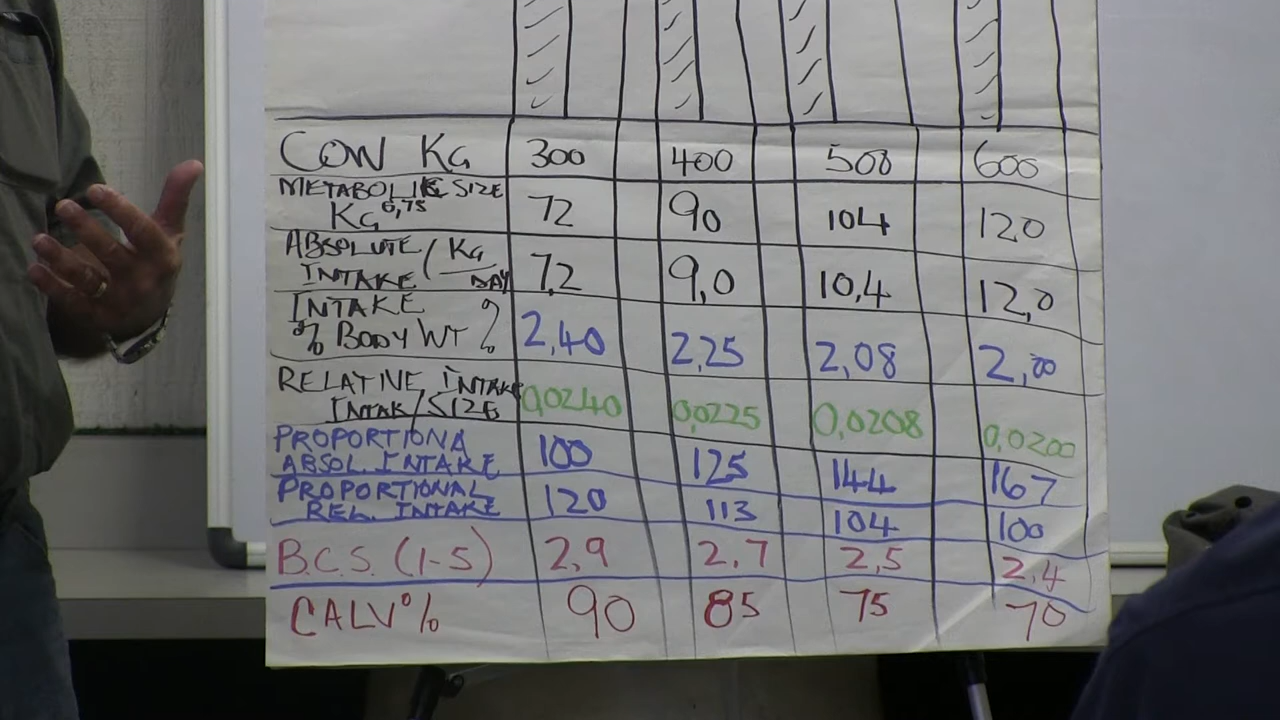 COW KG 300 400 500 600
METABOLIC SIZE
KG0,75 72 90 104 120
ABSOLUTE / KG
INTAKE / DAY 7,2 9,0 10,4 12,0
INTAKE
% BODY WT ? 2,40 2,25 2,08 2,00
RELATIVE INTAKE
INTAK/SIZE 0,0240 0,0225 0,0208 0,0200
PROPORTIONA
ABSOL. INTAKE 100 125 144 167
PROPORTIONAL
REL. INTAKE 120 113 104 100
B.C.S. (1-5) 2,9 2,7 2,5 2,4
CALV% 90 85 75 70